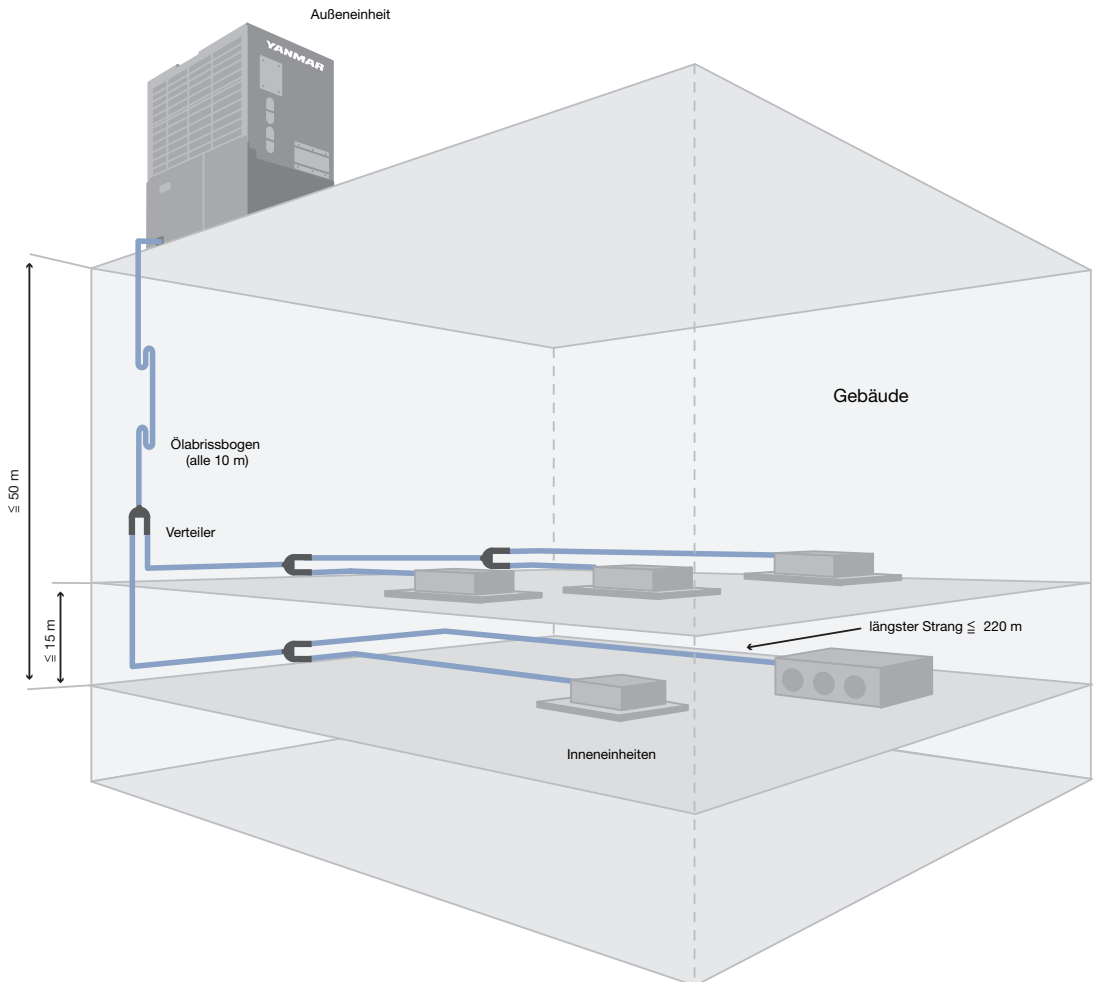 Außeneinheit
YANMAR
Gebäude
Ölabrissbogen
(alle 10 m)
≦ 50 m
Verteiler
≦ 15 m
längster Strang ≦ 220 m
Inneneinheiten